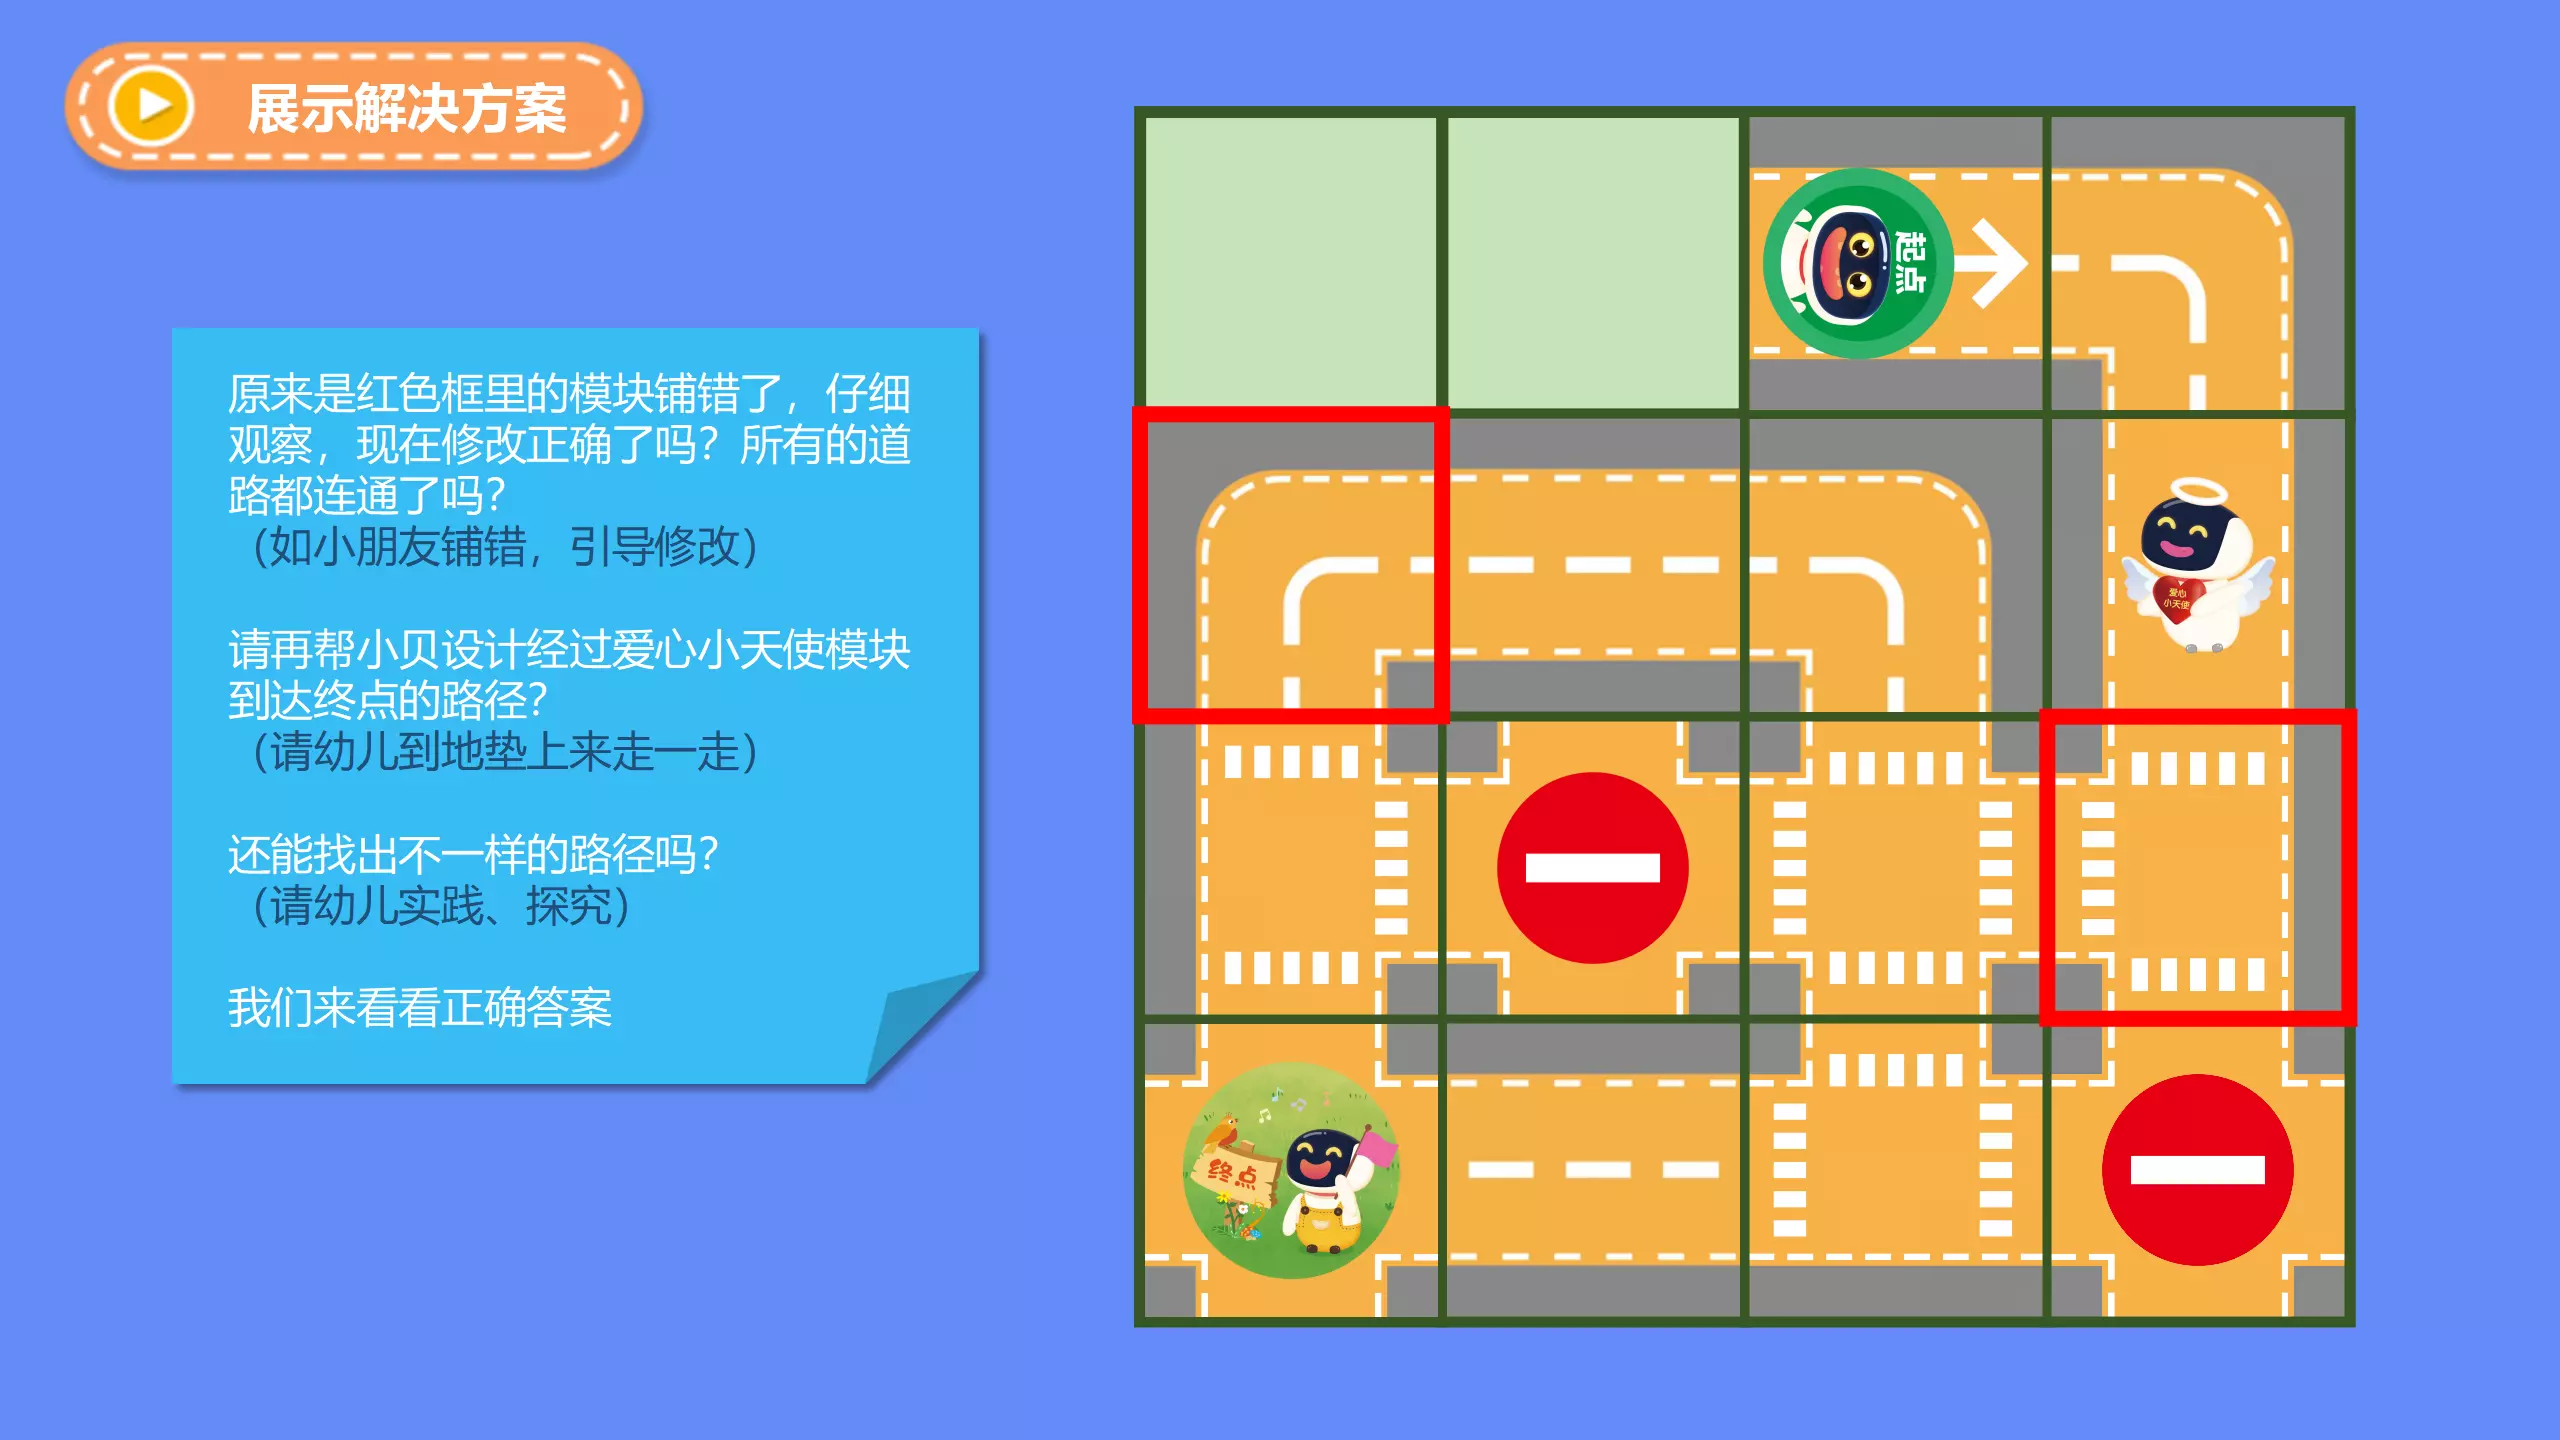 展示解决方案
原来是红色框里的模块铺错了，仔细
观察，现在修改正确了吗？所有的道
路都连通了吗？
（如小朋友铺错，引导修改）
请再帮小贝设计经过爱心小天使模块
到达终点的路径？
（请幼儿到地垫上来走一走）
还能找出不一样的路径吗？
（请幼儿实践、探究）
我们来看看正确答案
起点
爱心
小天使
终点